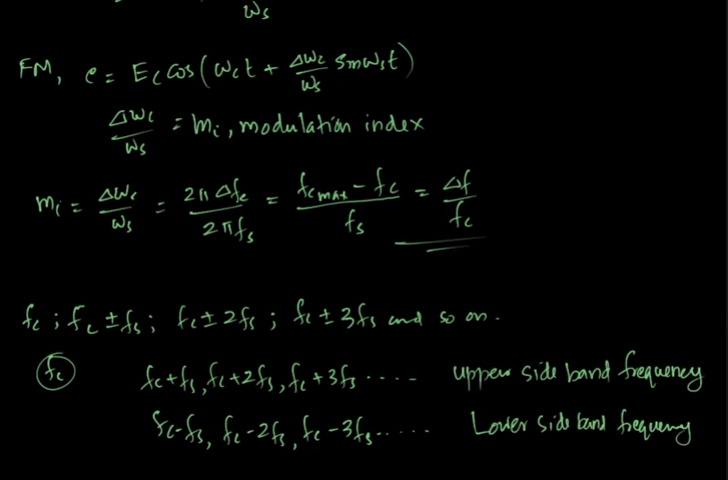 ωs
FM, e = Ec cos(ωct + Δωc/ωs Sinωst)
Δωc/ωs = mi, modulation index
mi = Δωc/ωs = 2πΔfc/2πfs = (fcmax - fc)/fs = Δf/fc
fc ; fc ± fs ; fc ± 2fs ; fc ± 3fs and so on.
fc fc+fs, fc+2fs, fc+3fs ..... upper side band frequency
fc-fs, fc-2fs, fc-3fs...... Lower side band frequency